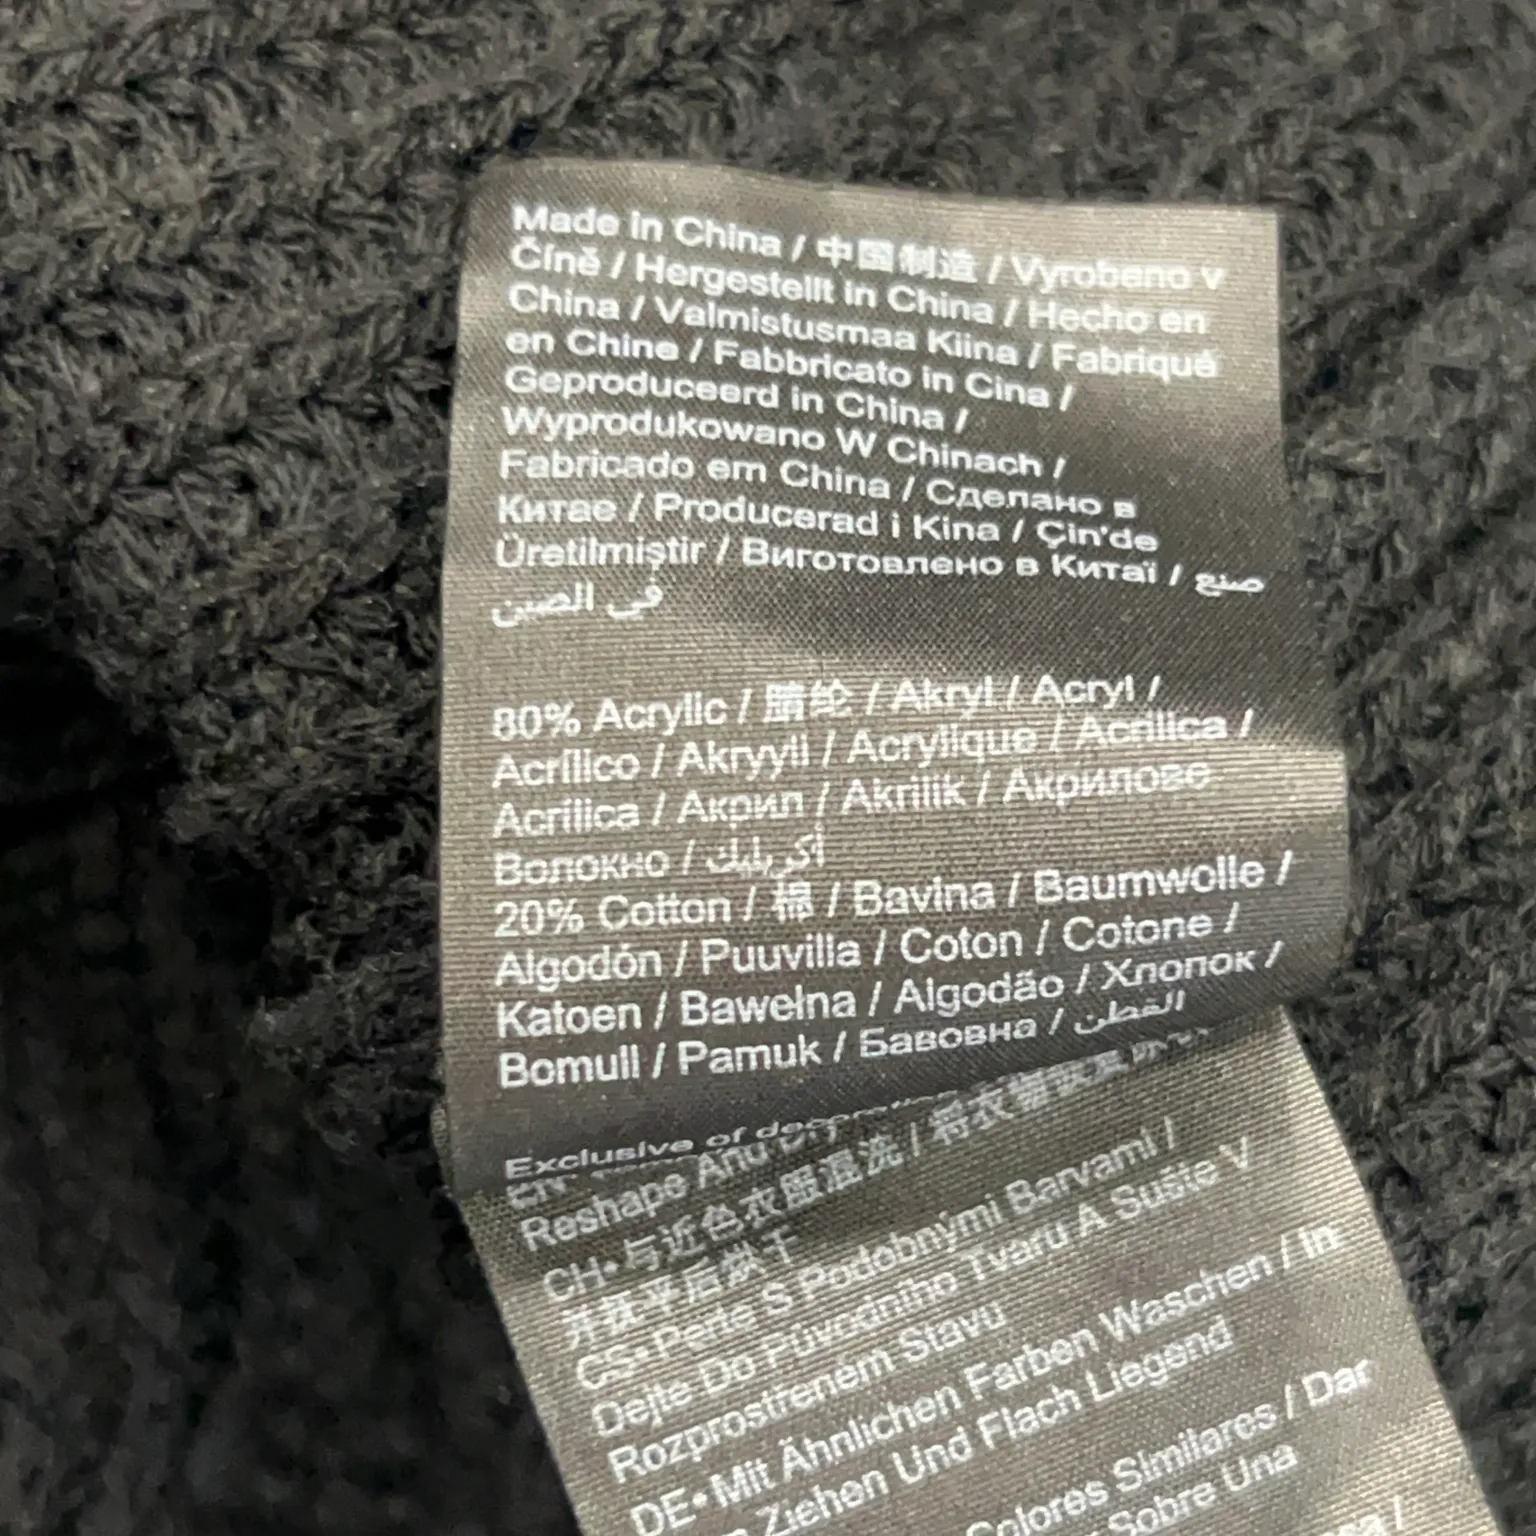 Made in China / 中国制造 / Vyrobeno v
Číně / Hergestellt in China / Hecho en
China / Valmistusmaa Kiina / Fabriqué
en Chine / Fabbricato in Cina /
Geproduceerd in China /
Wyprodukowano W Chinach /
Fabricado em China / Сделано в
Китае / Producerad i Kina / Çin'de
Üretilmiştir / Виготовлено в Китаї / صنع
في الصين
80% Acrylic / 腈纶 / Akryl / Acryl /
Acrílico / Akryyli / Acrylique / Acrilica /
Acrílica / Акрил / Akrilik / Акрилове
Волокно / أكريليك
20% Cotton / 棉 / Bavlna / Baumwolle /
Algodón / Puuvilla / Coton / Cotone /
Katoen / Bawełna / Algodão / Хлопок /
Bomull / Pamuk / Бавовна / القطن
Exclusive of
Reshape And
CH•与近色衣服混洗 / 将衣
并抚平后烘干
CS•Perte S Podobnými Barvami /
Dejte Do Původního Tvaru A Sušte V
Rozprostřeném Stavu
DE•Mit Ähnlichen Farben Waschen / In
Ziehen Und Flach Liegend
Colores Similares / Dar
Sobre Una